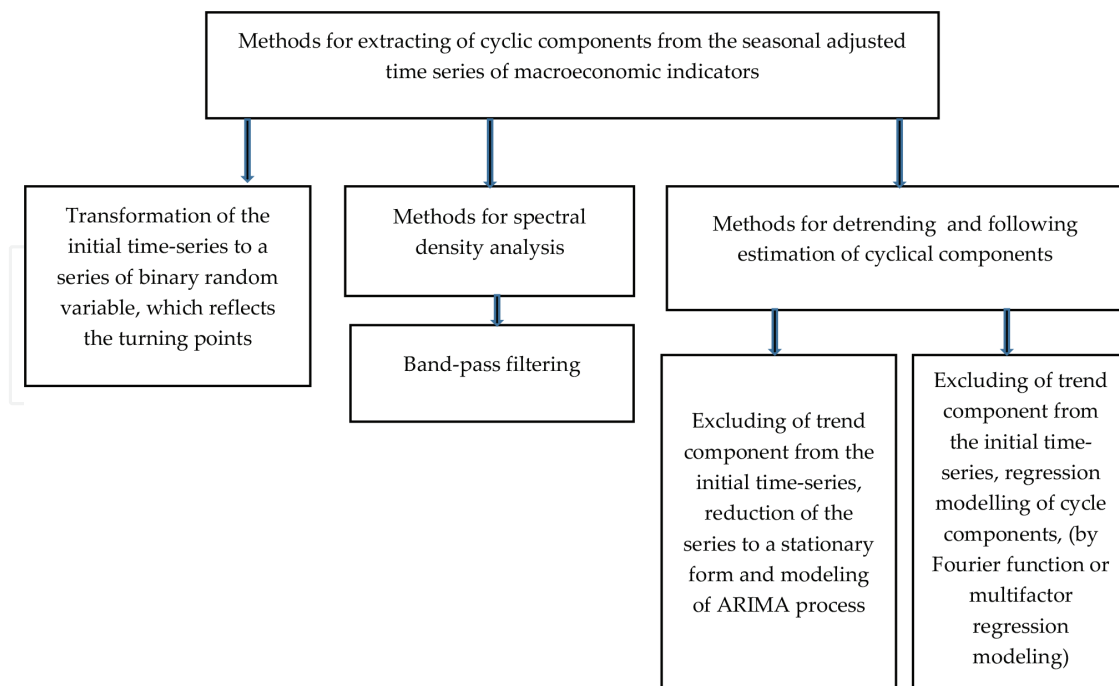 Methods for extracting of cyclic components from the seasonal adjusted
time series of macroeconomic indicators
Transformation of the
initial time-series to a
series of binary random
variable, which reflects
the turning points
Methods for spectral
density analysis
Band-pass filtering
Methods for detrending and following
estimation of cyclical components
Excluding of trend
component from the
initial time-series,
reduction of the
series to a stationary
form and modeling
of ARIMA process
Excluding of trend
component from
the initial time-
series, regression
modelling of cycle
components, (by
Fourier function or
multifactor
regression
modeling)